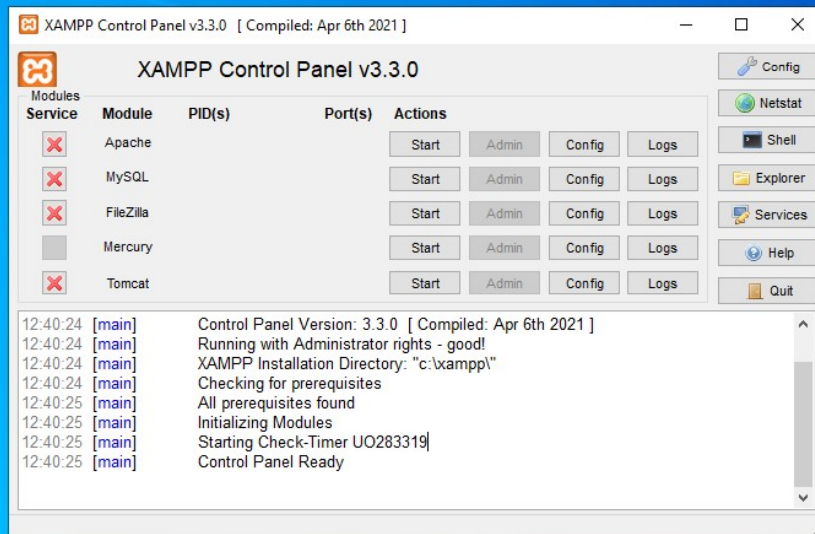 XAMPP Control Panel v3.3.0 [ Compiled: Apr 6th 2021 ]
XAMPP Control Panel v3.3.0
Config
Modules
Service Module PID(s) Port(s) Actions
Netstat
Apache Start Admin Config Logs
Shell
MySQL Start Admin Config Logs
Explorer
FileZilla Start Admin Config Logs
Services
Mercury Start Admin Config Logs
Help
Tomcat Start Admin Config Logs
Quit
12:40:24 [main] Control Panel Version: 3.3.0 [ Compiled: Apr 6th 2021 ]
12:40:24 [main] Running with Administrator rights - good!
12:40:24 [main] XAMPP Installation Directory: "c:\xampp\"
12:40:24 [main] Checking for prerequisites
12:40:25 [main] All prerequisites found
12:40:25 [main] Initializing Modules
12:40:25 [main] Starting Check-Timer UO283319
12:40:25 [main] Control Panel Ready